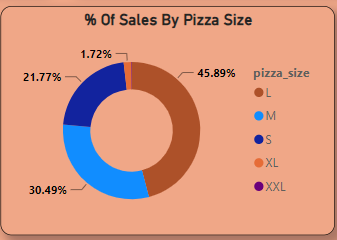 % Of Sales By Pizza Size
1.72%
45.89%
21.77%
30.49%
pizza_size
L
M
S
XL
XXL